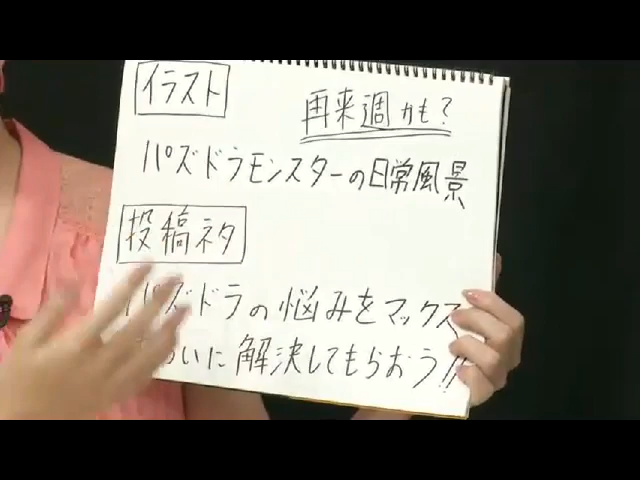 イラスト
再来週かも？
パズドラモンスターの日常風景
投稿ネタ
パズドラの悩みをマックス
に解決してもらおう!!